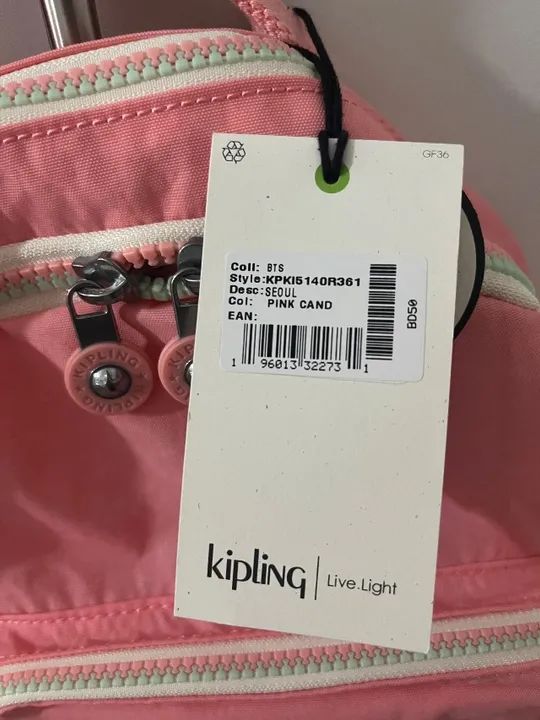 GF36
Coll: BTS
Style:KPKI5140R361
Desc:SEOUL
Col: PINK CAND
EAN:
1 96013 32273 1
BD50
kipling | Live.Light
KIPLING
KIPLING